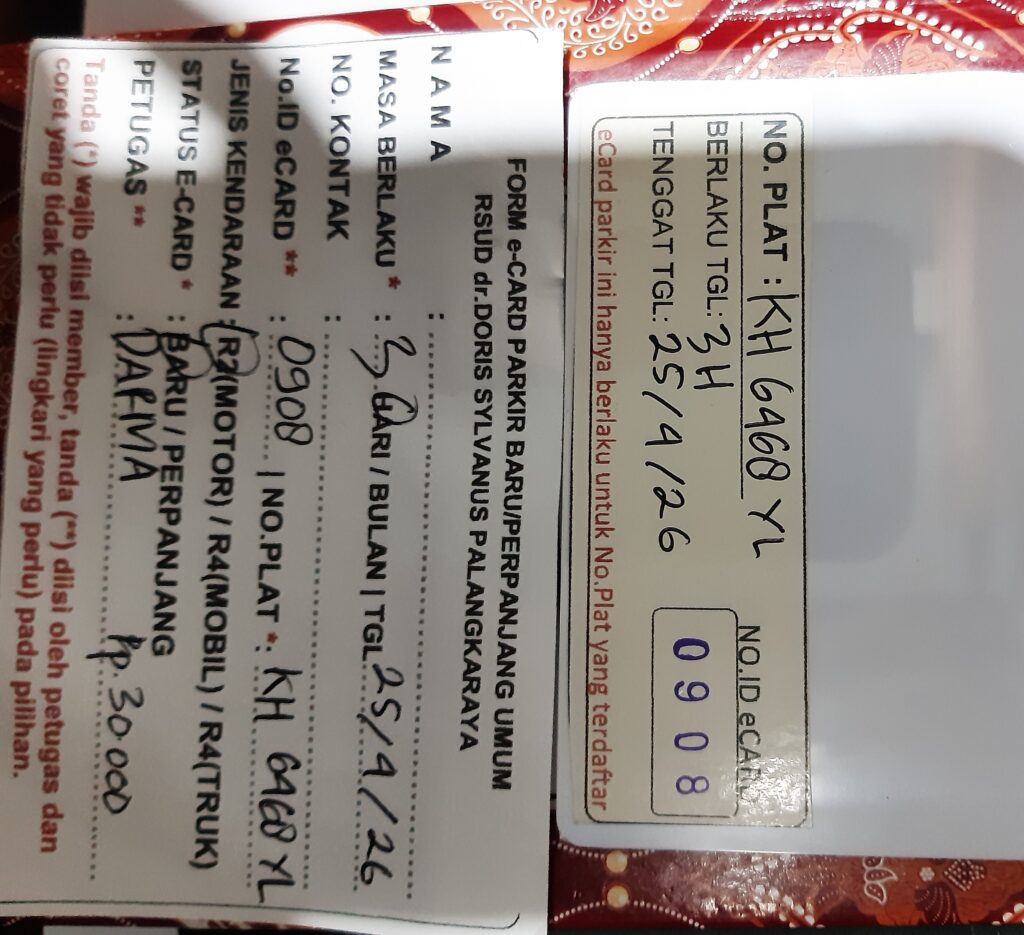 NO. PLAT : KH 6460 YL
BERLAKU TGL: 3 H
TENGGAT TGL: 25/4/26
NO.ID eCARD
0908
eCard parkir ini hanya berlaku untuk No.Plat yang terdaftar
FORM e-CARD PARKIR BARU/PERPANJANG UMUM
RSUD dr.DORIS SYLVANUS PALANGKARAYA
N A M A :
MASA BERLAKU * : 3 HARI / BULAN | TGL 25/4/26
NO. KONTAK :
No.ID eCARD ** : 0908 | NO.PLAT *: KH 6460 YL
JENIS KENDARAAN : R2(MOTOR) / R4(MOBIL) / R4(TRUK)
STATUS E-CARD * : BARU / PERPANJANG
PETUGAS ** : DARMA Rp. 30.000
Tanda (*) wajib diisi member, tanda (**) diisi oleh petugas dan
coret yang tidak perlu (lingkari yang perlu) pada pilihan.